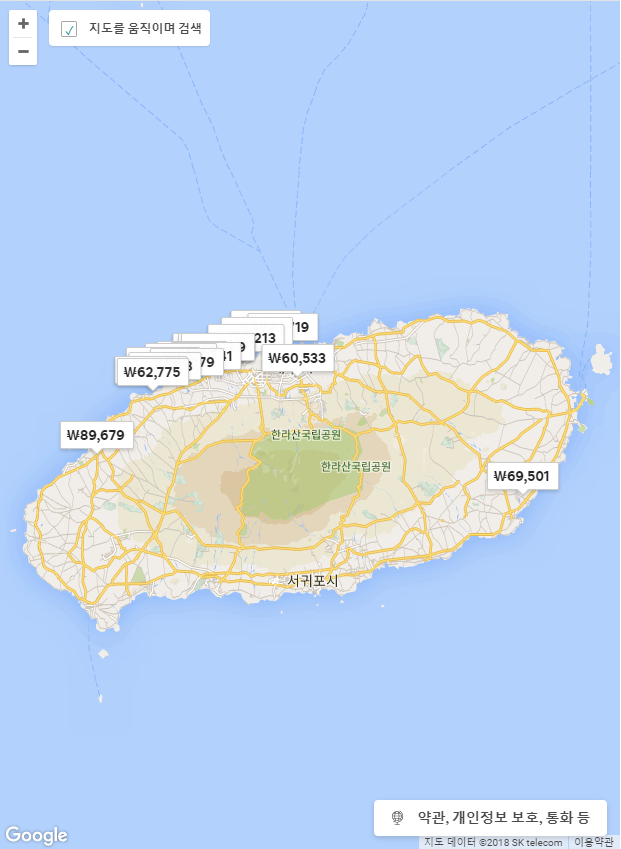 +
지도를 움직이며 검색
−
719
213
9
41
₩60,533
79
3
₩62,775
₩89,679
한라산국립공원
한라산국립공원
₩69,501
서귀포시
약관, 개인정보 보호, 통화 등
Google
지도 데이터 ©2018 SK telecom
이용약관